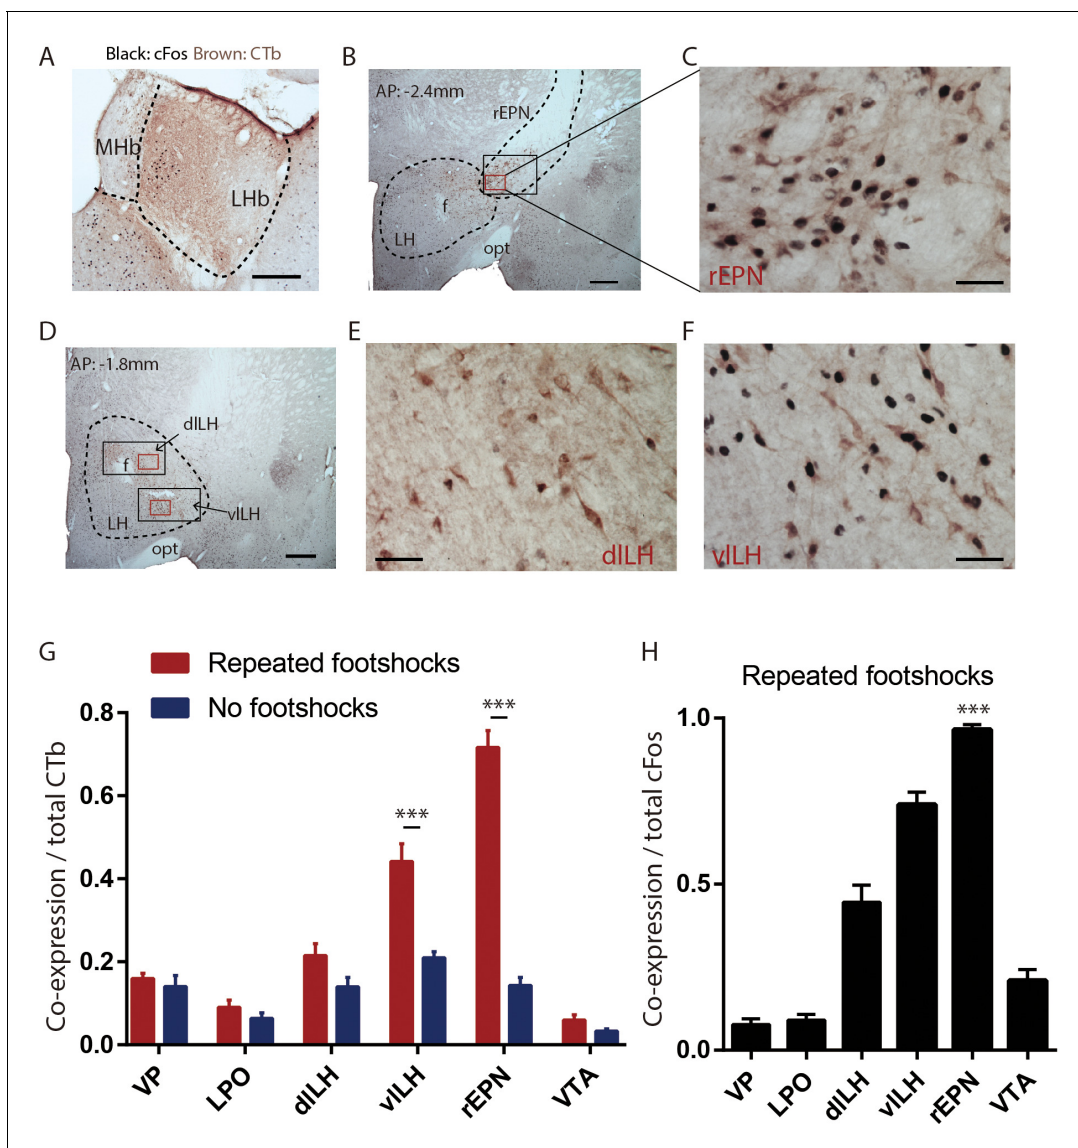 A
Black: cFos Brown: CTb
MHb
LHb
B
AP: -2.4mm
rEPN
f
LH
opt
C
rEPN
D
AP: -1.8mm
dlLH
f
LH
vlLH
opt
E
dlLH
F
vlLH
G
Repeated footshocks
No footshocks
Co-expression / total CTb
0.8
0.6
0.4
0.2
0.0
***
***
VP
LPO
dlLH
vlLH
rEPN
VTA
H
Repeated footshocks
Co-expression / total cFos
1.0
0.5
0.0
***
VP
LPO
dlLH
vlLH
rEPN
VTA